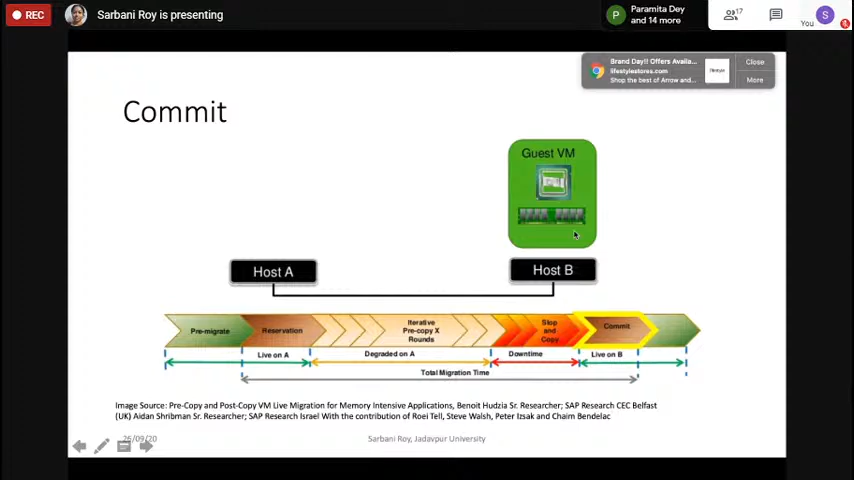 REC
Sarbani Roy is presenting
P
Paramita Dey
and 14 more
17
You
S
Brand Day!! Offers Availa...
lifestylestores.com
Shop the best of Arrow and...
Close
More
Commit
Guest VM
Host A
Host B
Pre-migrate
Reservation
Iterative
Pre-copy X
Rounds
Stop
and
Copy
Commit
Live on A
Degraded on A
Downtime
Live on B
Total Migration Time
Image Source: Pre-Copy and Post-Copy VM Live Migration for Memory Intensive Applications, Benoit Hudzia Sr. Researcher; SAP Research CEC Belfast
(UK) Aidan Shribman Sr. Researcher; SAP Research Israel With the contribution of Roei Tell, Steve Walsh, Peter Izsak and Chaim Bendelac
26/09/20
Sarbani Roy, Jadavpur University